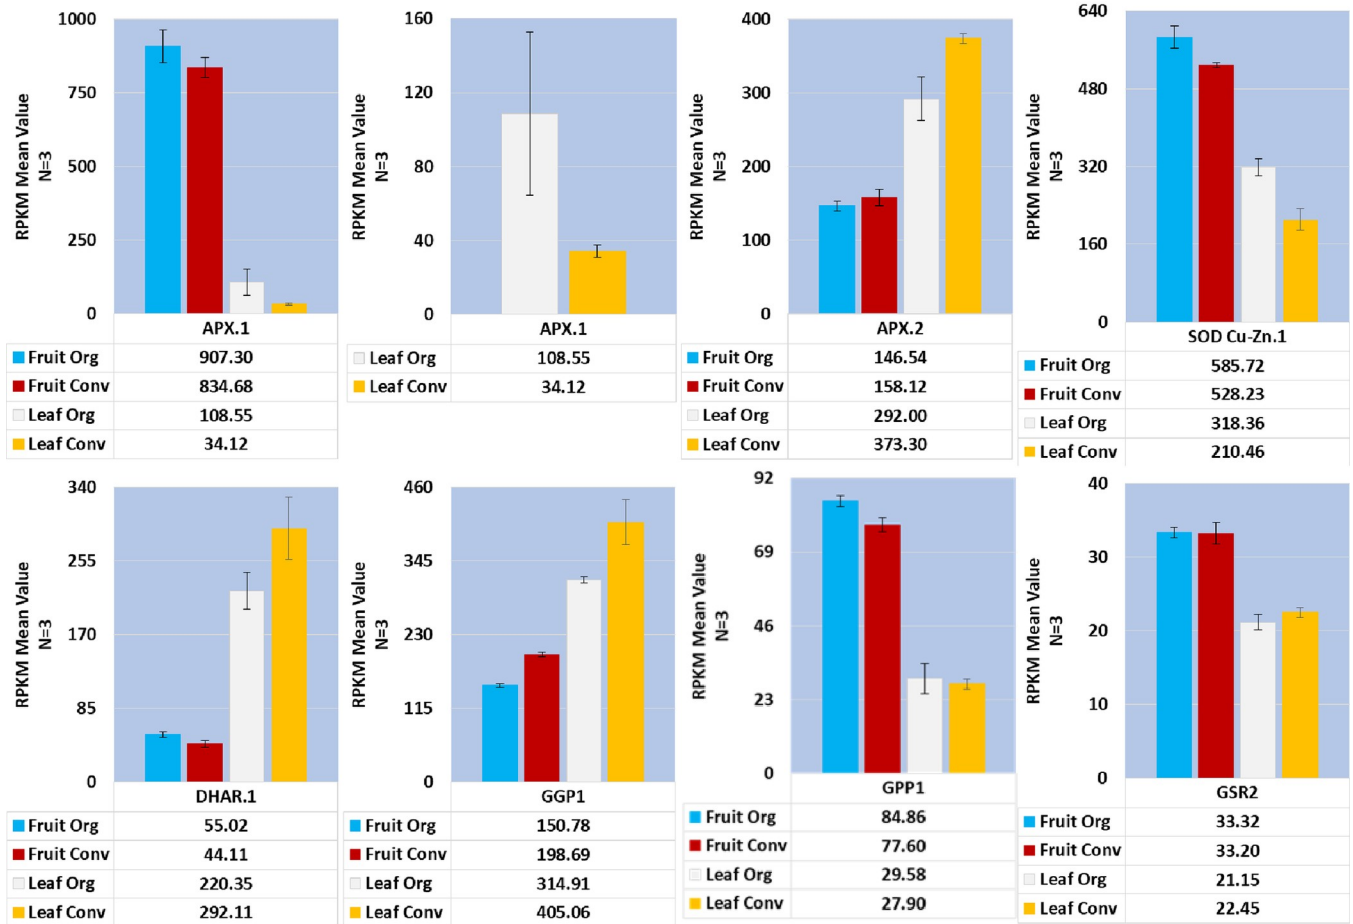 1000
750
500
250
0
RPKM Mean Value
N=3
APX.1
Fruit Org 907.30
Fruit Conv 834.68
Leaf Org 108.55
Leaf Conv 34.12
160
120
80
40
0
RPKM Mean Value
N=3
APX.1
Leaf Org 108.55
Leaf Conv 34.12
400
300
200
100
0
RPKM Mean Value
N=3
APX.2
Fruit Org 146.54
Fruit Conv 158.12
Leaf Org 292.00
Leaf Conv 373.30
640
480
320
160
0
RPKM Mean Value
N=3
SOD Cu-Zn.1
Fruit Org 585.72
Fruit Conv 528.23
Leaf Org 318.36
Leaf Conv 210.46
340
255
170
85
0
RPKM Mean Value
N=3
DHAR.1
Fruit Org 55.02
Fruit Conv 44.11
Leaf Org 220.35
Leaf Conv 292.11
460
345
230
115
0
RPKM Mean Value
N=3
GGP1
Fruit Org 150.78
Fruit Conv 198.69
Leaf Org 314.91
Leaf Conv 405.06
92
69
46
23
0
RPKM Mean Value
N=3
GPP1
Fruit Org 84.86
Fruit Conv 77.60
Leaf Org 29.58
Leaf Conv 27.90
40
30
20
10
0
RPKM Mean Value
N=3
GSR2
Fruit Org 33.32
Fruit Conv 33.20
Leaf Org 21.15
Leaf Conv 22.45